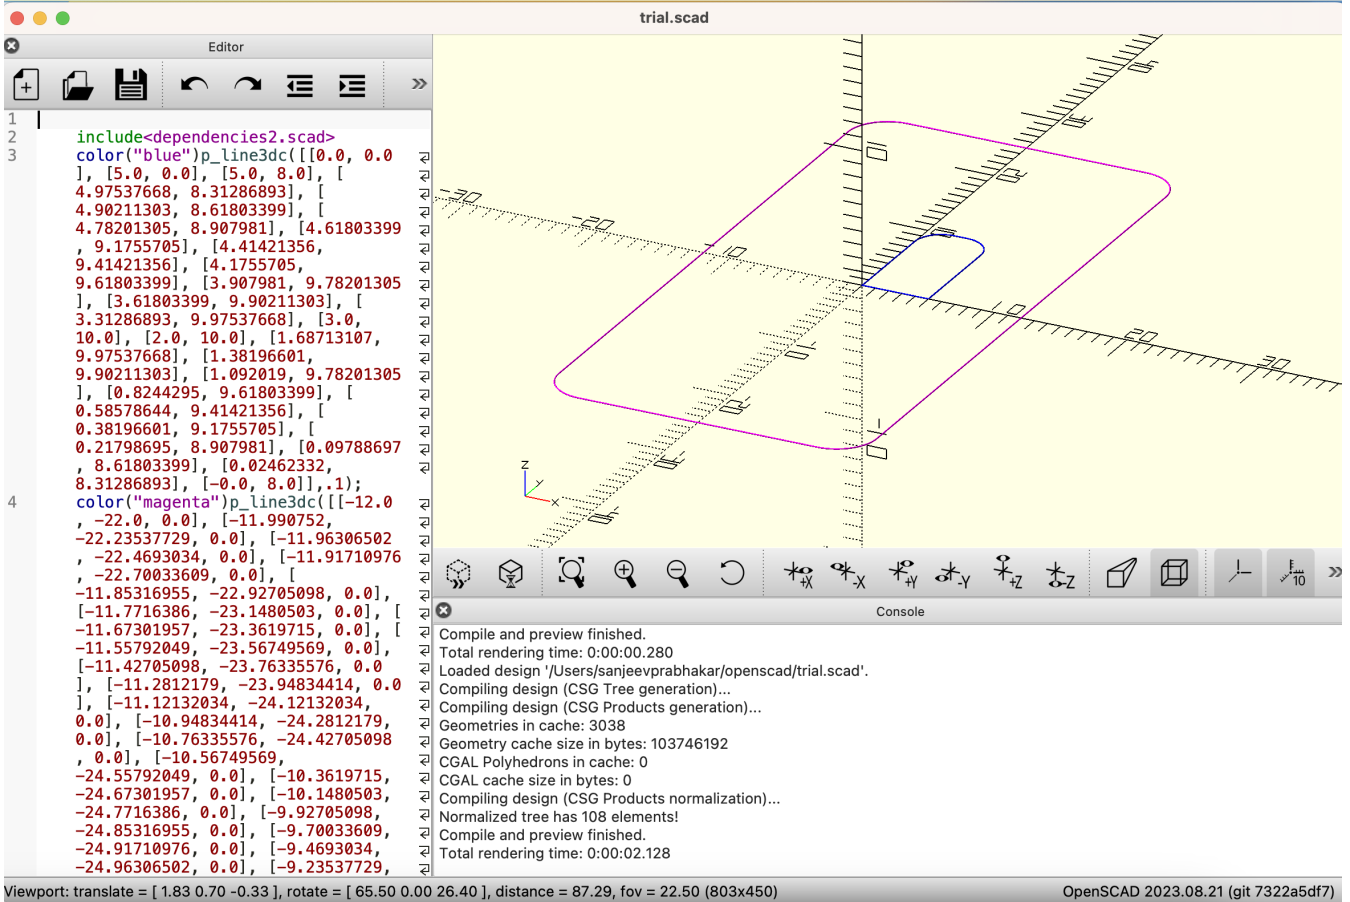 trial.scad
Editor
1
2 include<dependencies2.scad>
3 color("blue")p_line3dc([[0.0, 0.0
], [5.0, 0.0], [5.0, 8.0], [
4.97537668, 8.31286893], [
4.90211303, 8.61803399], [
4.78201305, 8.907981], [4.61803399
, 9.1755705], [4.41421356,
9.41421356], [4.1755705,
9.61803399], [3.907981, 9.78201305
], [3.61803399, 9.90211303], [
3.31286893, 9.97537668], [3.0,
10.0], [2.0, 10.0], [1.68713107,
9.97537668], [1.38196601,
9.90211303], [1.092019, 9.78201305
], [0.8244295, 9.61803399], [
0.58578644, 9.41421356], [
0.38196601, 9.1755705], [
0.21798695, 8.907981], [0.09788697
, 8.61803399], [0.02462332,
8.31286893], [-0.0, 8.0]],.1);
4 color("magenta")p_line3dc([[-12.0
, -22.0, 0.0], [-11.990752,
-22.23537729, 0.0], [-11.96306502
, -22.4693034, 0.0], [-11.91710976
, -22.70033609, 0.0], [
-11.85316955, -22.92705098, 0.0],
[-11.7716386, -23.1480503, 0.0], [
-11.67301957, -23.3619715, 0.0], [
-11.55792049, -23.56749569, 0.0],
[-11.42705098, -23.76335576, 0.0
], [-11.2812179, -23.94834414, 0.0
], [-11.12132034, -24.12132034,
0.0], [-10.94834414, -24.2812179,
0.0], [-10.76335576, -24.42705098
, 0.0], [-10.56749569,
-24.55792049, 0.0], [-10.3619715,
-24.67301957, 0.0], [-10.1480503,
-24.7716386, 0.0], [-9.92705098,
-24.85316955, 0.0], [-9.70033609,
-24.91710976, 0.0], [-9.4693034,
-24.96306502, 0.0], [-9.23537729,
Z
Y
X
+X
-X
+Y
-Y
+Z
-Z
10
Console
Compile and preview finished.
Total rendering time: 0:00:00.280
Loaded design '/Users/sanjeevprabhakar/openscad/trial.scad'.
Compiling design (CSG Tree generation)...
Compiling design (CSG Products generation)...
Geometries in cache: 3038
Geometry cache size in bytes: 103746192
CGAL Polyhedrons in cache: 0
CGAL cache size in bytes: 0
Compiling design (CSG Products normalization)...
Normalized tree has 108 elements!
Compile and preview finished.
Total rendering time: 0:00:02.128
Viewport: translate = [ 1.83 0.70 -0.33 ], rotate = [ 65.50 0.00 26.40 ], distance = 87.29, fov = 22.50 (803x450)
OpenSCAD 2023.08.21 (git 7322a5df7)